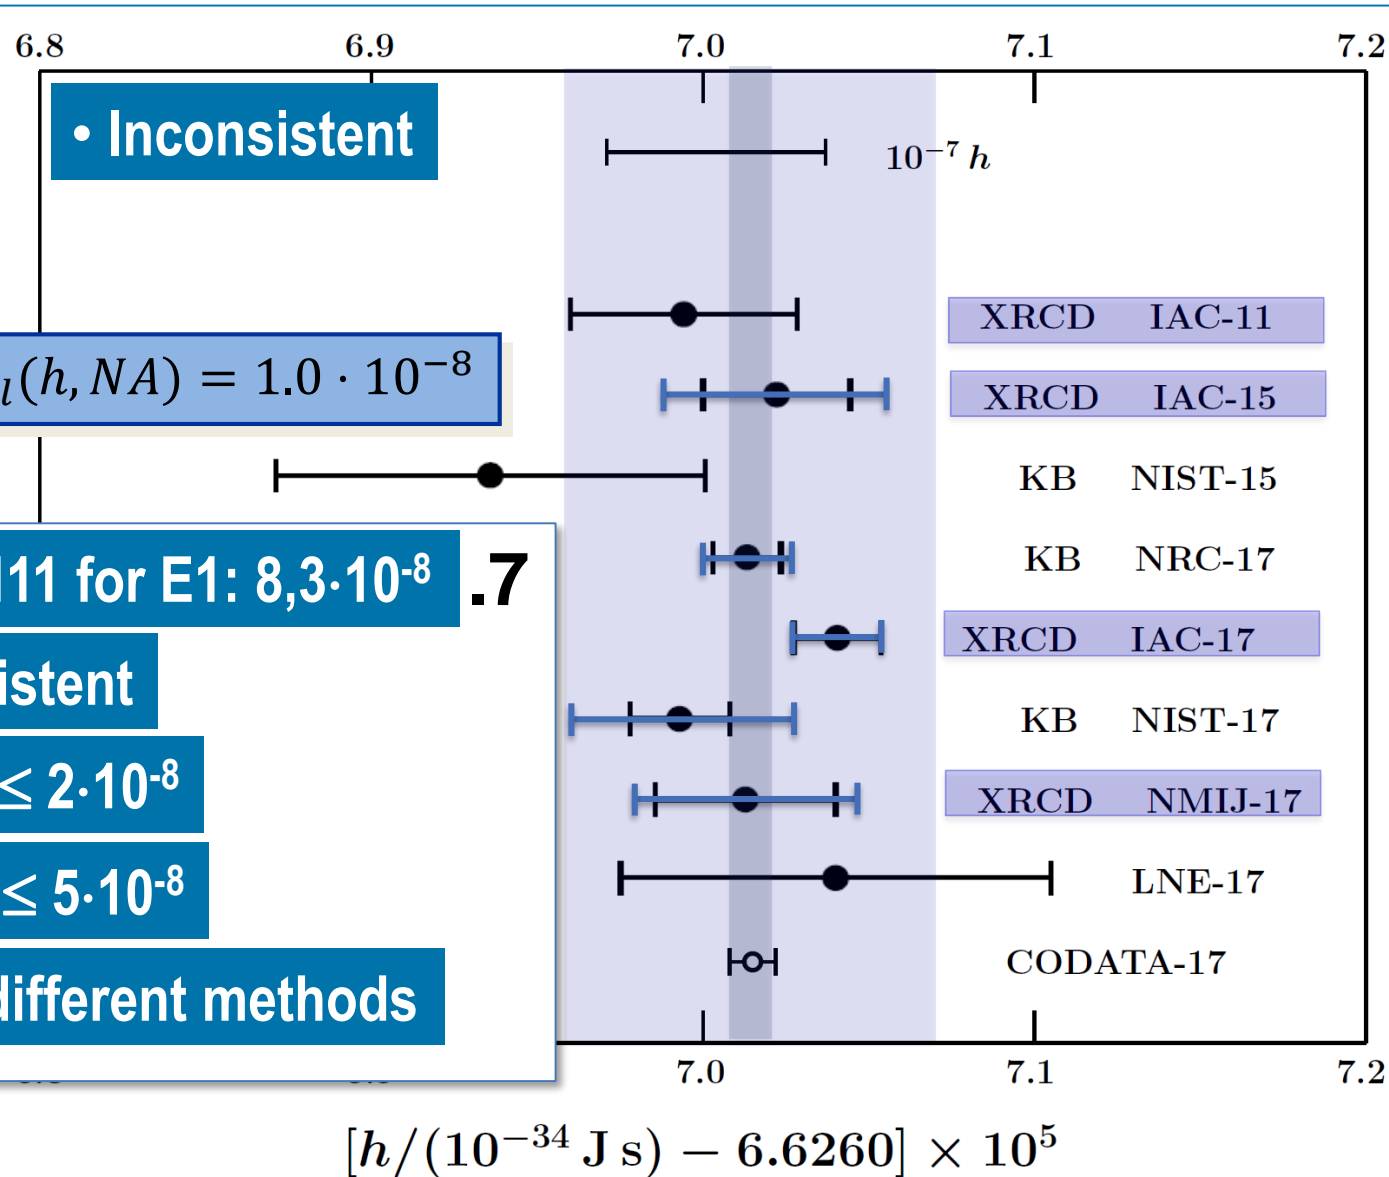 6.8 6.9 7.0 7.1 7.2
• Inconsistent
10⁻⁷ h
XRCD IAC-11
l(h, NA) = 1.0 · 10⁻⁸
XRCD IAC-15
KB NIST-15
KB NRC-17
111 for E1: 8,3·10⁻⁸ .7
XRCD IAC-17
istent
KB NIST-17
≤ 2·10⁻⁸
XRCD NMIJ-17
≤ 5·10⁻⁸
LNE-17
CODATA-17
different methods
7.0 7.1 7.2
[h/(10⁻³⁴ J s) − 6.6260] × 10⁵